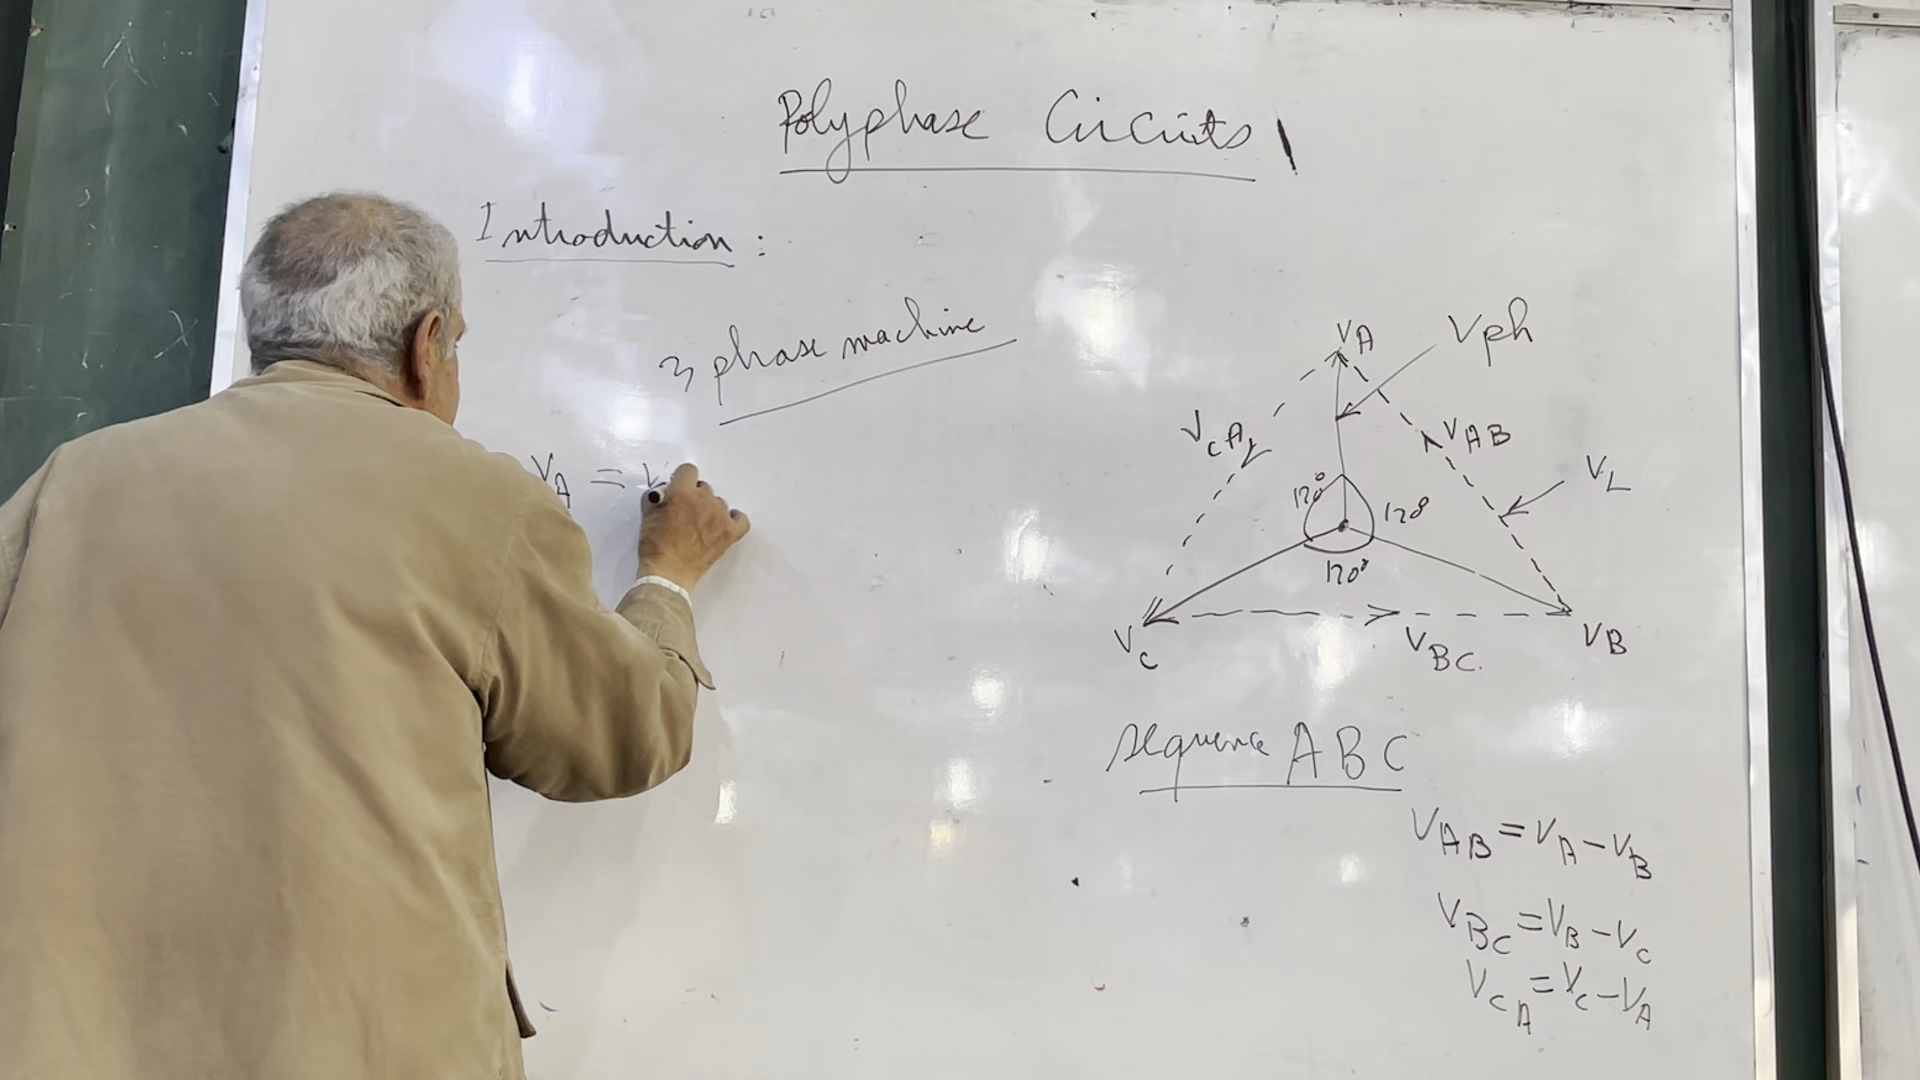 Polyphase Circuits
Introduction :
3 phase machine
VA = V
VA
Vph
VCA
VAB
VL
120°
120°
120°
VC
VBC
VB
sequence ABC
VAB = VA - VB
VBC = VB - VC
VCA = VC - VA